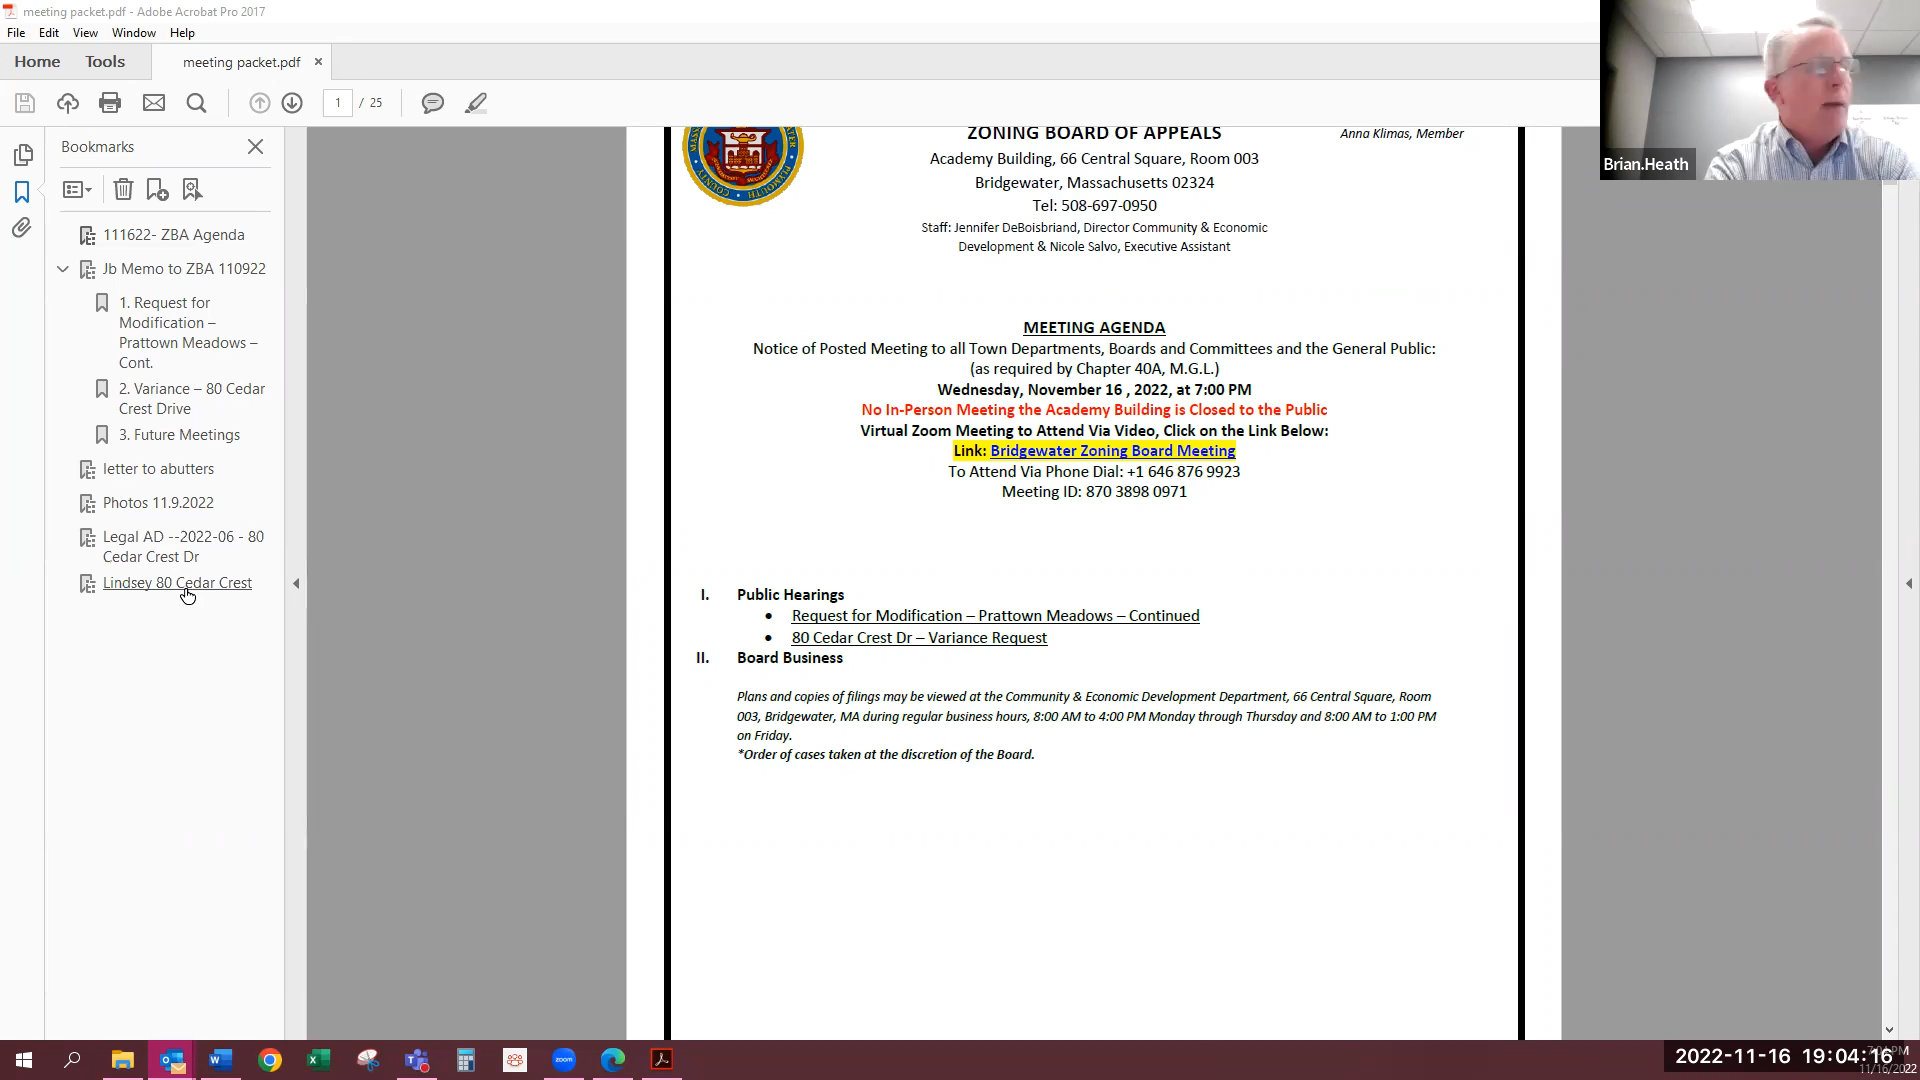 meeting packet.pdf - Adobe Acrobat Pro 2017
File Edit View Window Help
Home Tools meeting packet.pdf ×
1 / 25
Bookmarks
111622- ZBA Agenda
Jb Memo to ZBA 110922
1. Request for
Modification –
Prattown Meadows –
Cont.
2. Variance – 80 Cedar
Crest Drive
3. Future Meetings
letter to abutters
Photos 11.9.2022
Legal AD --2022-06 - 80
Cedar Crest Dr
Lindsey 80 Cedar Crest
ZONING BOARD OF APPEALS
Anna Klimas, Member
Academy Building, 66 Central Square, Room 003
Bridgewater, Massachusetts 02324
Tel: 508-697-0950
Staff: Jennifer DeBoisbriand, Director Community & Economic
Development & Nicole Salvo, Executive Assistant
MEETING AGENDA
Notice of Posted Meeting to all Town Departments, Boards and Committees and the General Public:
(as required by Chapter 40A, M.G.L.)
Wednesday, November 16 , 2022, at 7:00 PM
No In-Person Meeting the Academy Building is Closed to the Public
Virtual Zoom Meeting to Attend Via Video, Click on the Link Below:
Link: Bridgewater Zoning Board Meeting
To Attend Via Phone Dial: +1 646 876 9923
Meeting ID: 870 3898 0971
I. Public Hearings
• Request for Modification – Prattown Meadows – Continued
• 80 Cedar Crest Dr – Variance Request
II. Board Business
Plans and copies of filings may be viewed at the Community & Economic Development Department, 66 Central Square, Room
003, Bridgewater, MA during regular business hours, 8:00 AM to 4:00 PM Monday through Thursday and 8:00 AM to 1:00 PM
on Friday.
*Order of cases taken at the discretion of the Board.
Brian.Heath
zoom
2022-11-16 19:04:16
11/16/2022